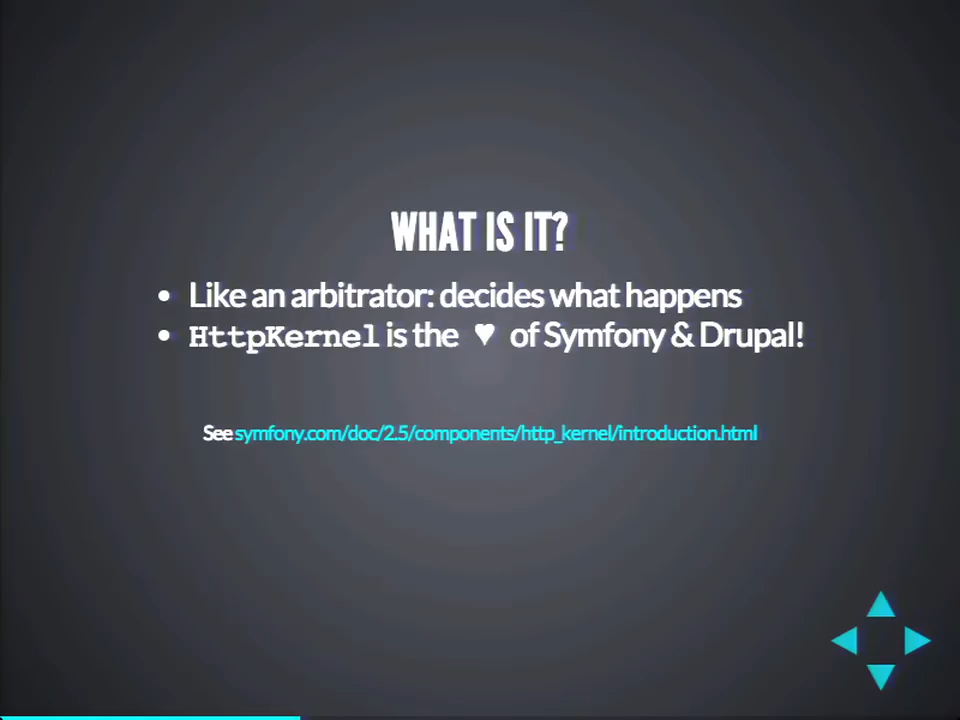 WHAT IS IT?
• Like an arbitrator: decides what happens
• HttpKernel is the ♥ of Symfony & Drupal!
See symfony.com/doc/2.5/components/http_kernel/introduction.html